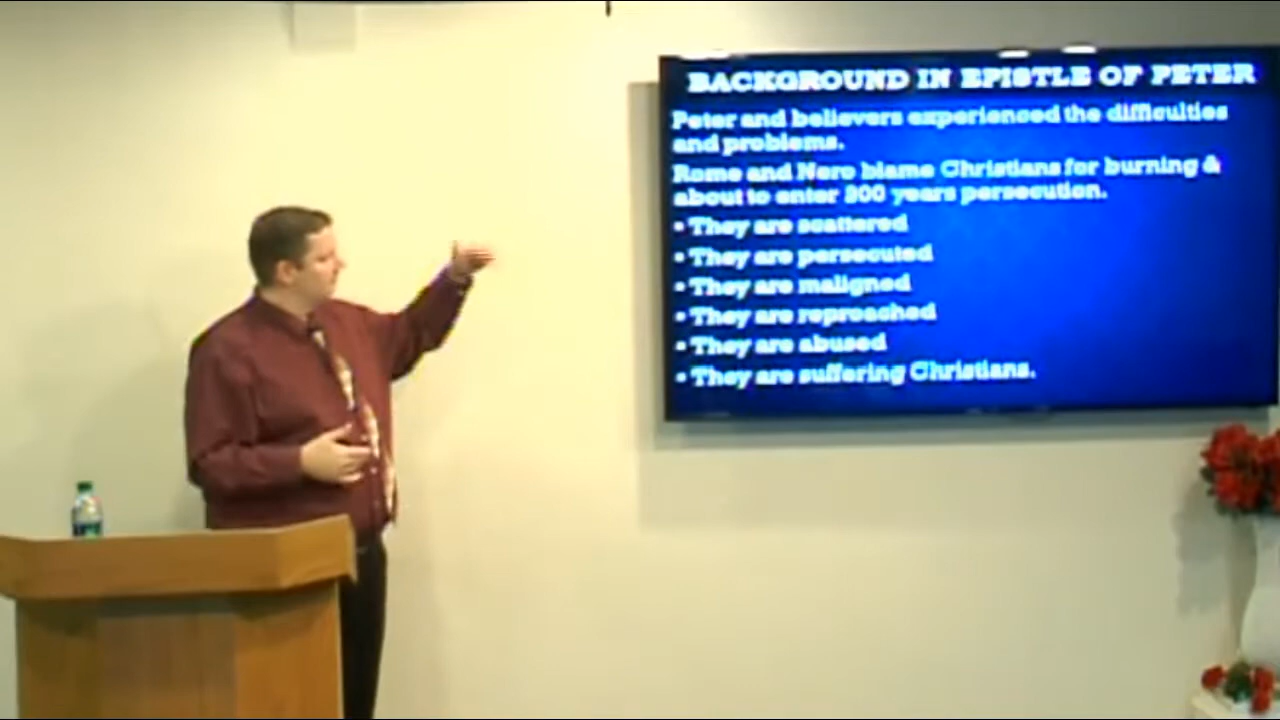 BACKGROUND IN EPISTLE OF PETER
Peter and believers experienced the difficulties
and problems.
Rome and Nero blame Christians for burning &
about to enter 300 years persecution.
• They are scattered
• They are persecuted
• They are maligned
• They are reproached
• They are abused
• They are suffering Christians.